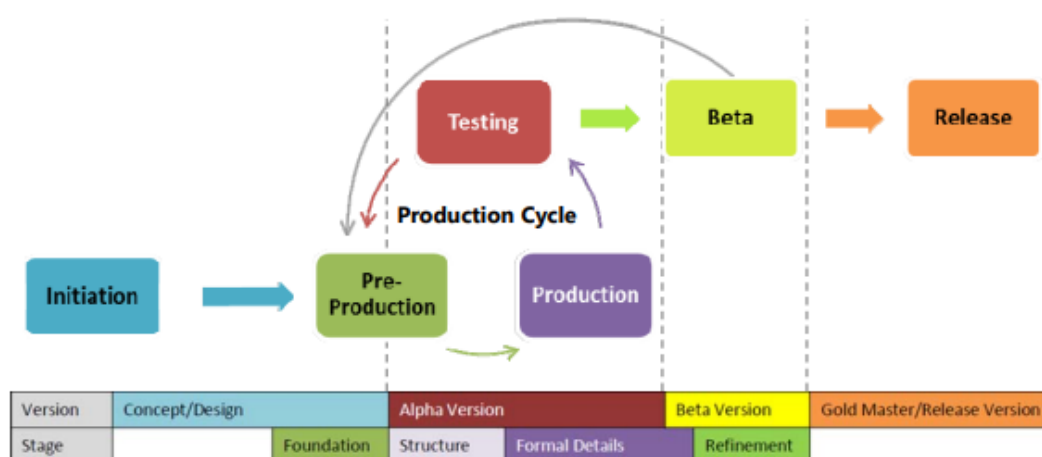 Testing
Beta
Release
Production Cycle
Initiation
Pre-
Production
Production
Version
Concept/Design
Alpha Version
Beta Version
Gold Master/Release Version
Stage
Foundation
Structure
Formal Details
Refinement